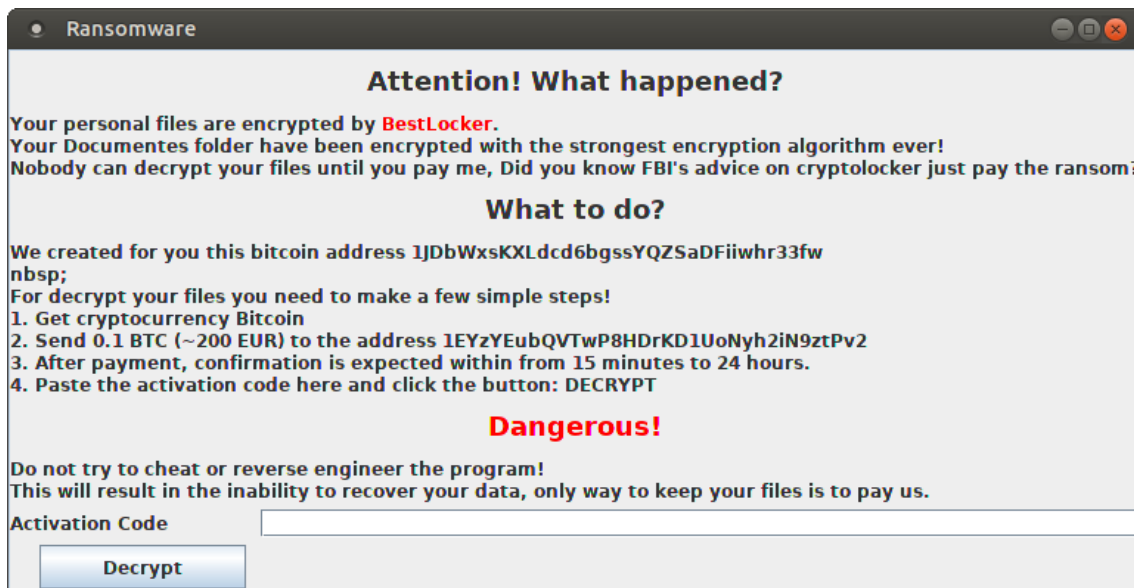 Ransomware
Attention! What happened?
Your personal files are encrypted by BestLocker.
Your Documentes folder have been encrypted with the strongest encryption algorithm ever!
Nobody can decrypt your files until you pay me, Did you know FBI's advice on cryptolocker just pay the ransom?
What to do?
We created for you this bitcoin address 1JDbWxsKXLdcd6bgssYQZSaDFiiwhr33fw
nbsp;
For decrypt your files you need to make a few simple steps!
1. Get cryptocurrency Bitcoin
2. Send 0.1 BTC (~200 EUR) to the address 1EYzYEubQVTwP8HDrKD1UoNyh2iN9ztPv2
3. After payment, confirmation is expected within from 15 minutes to 24 hours.
4. Paste the activation code here and click the button: DECRYPT
Dangerous!
Do not try to cheat or reverse engineer the program!
This will result in the inability to recover your data, only way to keep your files is to pay us.
Activation Code
Decrypt